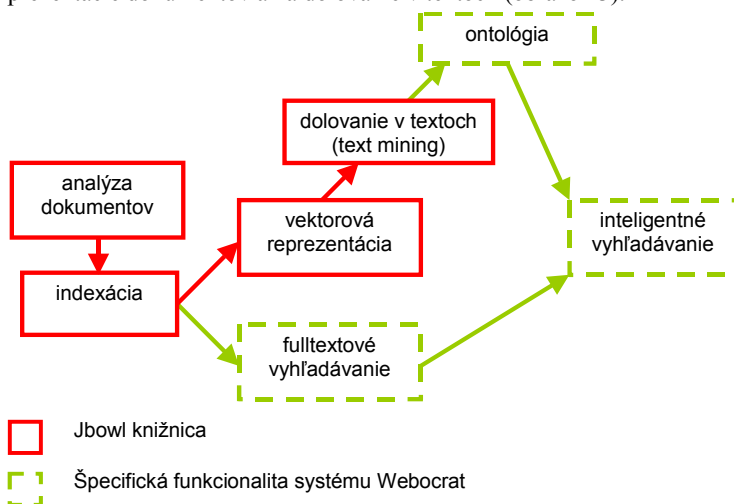 ontológia
dolovanie v textoch
(text mining)
analýza
dokumentov
vektorová
reprezentácia
inteligentné
vyhľadávanie
indexácia
fulltextové
vyhľadávanie
Jbowl knižnica
Špecifická funkcionalita systému Webocrat